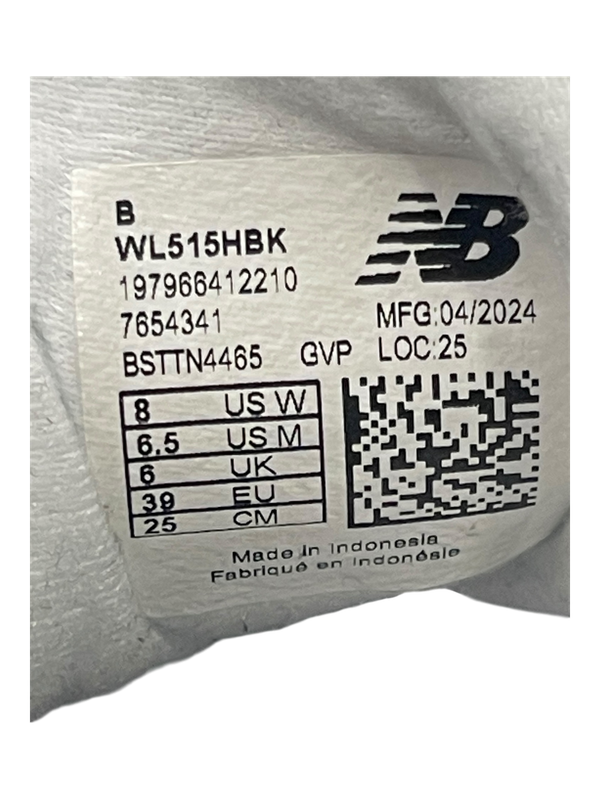 B
WL515HBK
197966412210
7654341
MFG:04/2024
BSTTN4465 GVP LOC:25
8 US W
6.5 US M
6 UK
39 EU
25 CM
Made in Indonesia
Fabriqué en Indonésie
NB